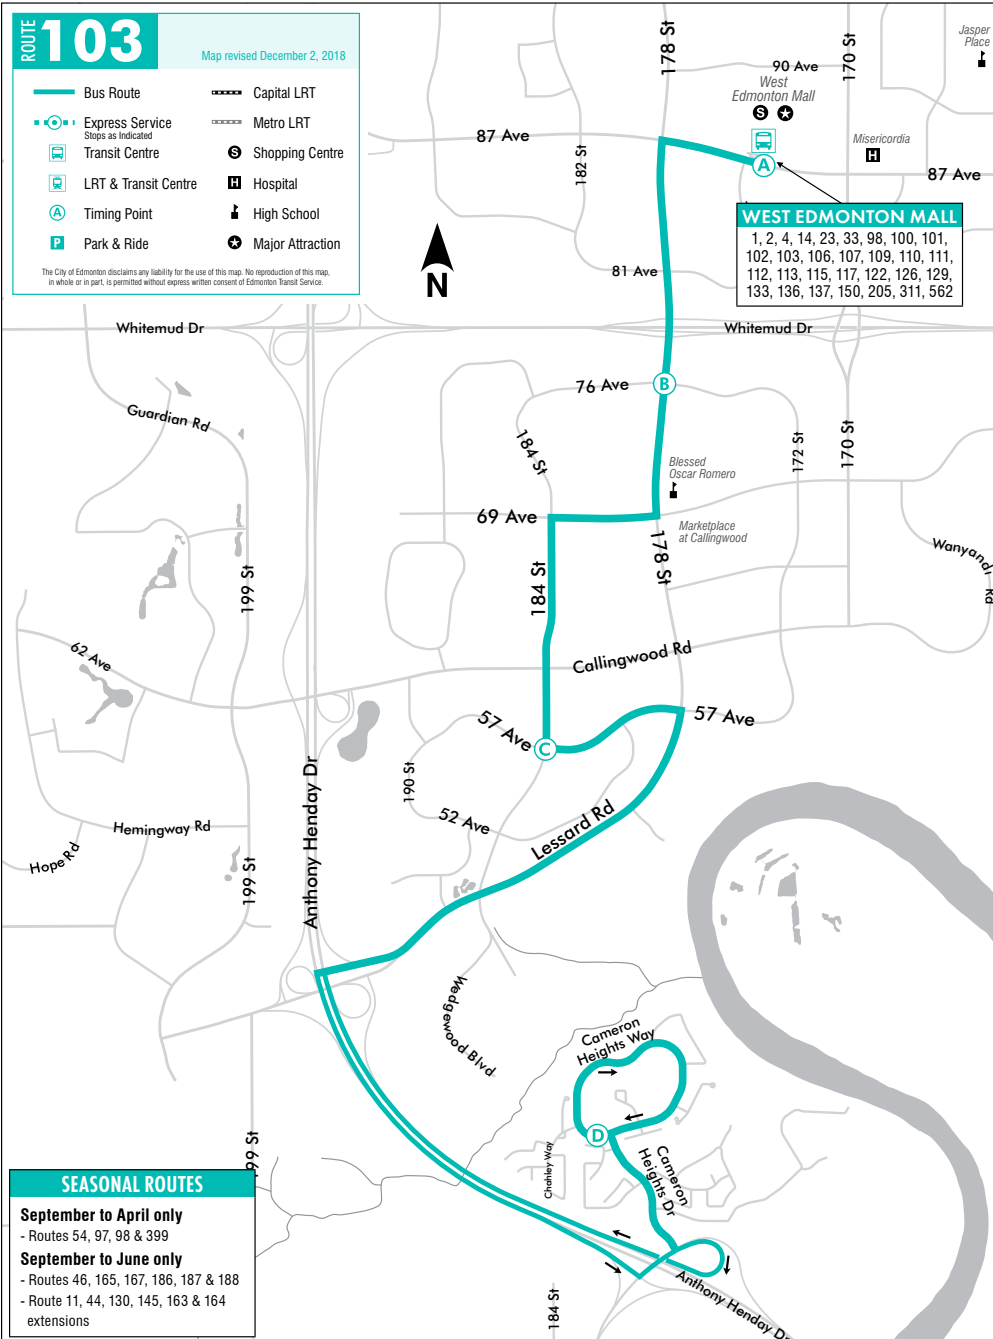 ROUTE 103
Map revised December 2, 2018
Bus Route
Capital LRT
Express Service
Stops as Indicated
Metro LRT
Transit Centre
S Shopping Centre
LRT & Transit Centre
H Hospital
A Timing Point
High School
P Park & Ride
Major Attraction
The City of Edmonton disclaims any liability for the use of this map. No reproduction of this map,
in whole or in part, is permitted without express written consent of Edmonton Transit Service.
N
178 St
170 St
90 Ave
Jasper
Place
West
Edmonton Mall
S
87 Ave
182 St
A
Misericordia
H
87 Ave
WEST EDMONTON MALL
1, 2, 4, 14, 23, 33, 98, 100, 101,
102, 103, 106, 107, 109, 110, 111,
112, 113, 115, 117, 122, 126, 129,
133, 136, 137, 150, 205, 311, 562
81 Ave
Whitemud Dr
Whitemud Dr
76 Ave
B
Guardian Rd
184 St
172 St
170 St
Blessed
Oscar Romero
69 Ave
Marketplace
at Callingwood
178 St
Wanyandi
Rd
199 St
184 St
62 Ave
Callingwood Rd
57 Ave
C
57 Ave
190 St
Anthony Henday Dr
52 Ave
Lessard Rd
Hemingway Rd
Hope Rd
199 St
Wedgewood Blvd
Cameron
Heights Way
D
Cameron
Heights Dr
Chahley Way
199 St
Anthony Henday Dr
184 St
SEASONAL ROUTES
September to April only
- Routes 54, 97, 98 & 399
September to June only
- Routes 46, 165, 167, 186, 187 & 188
- Route 11, 44, 130, 145, 163 & 164
extensions